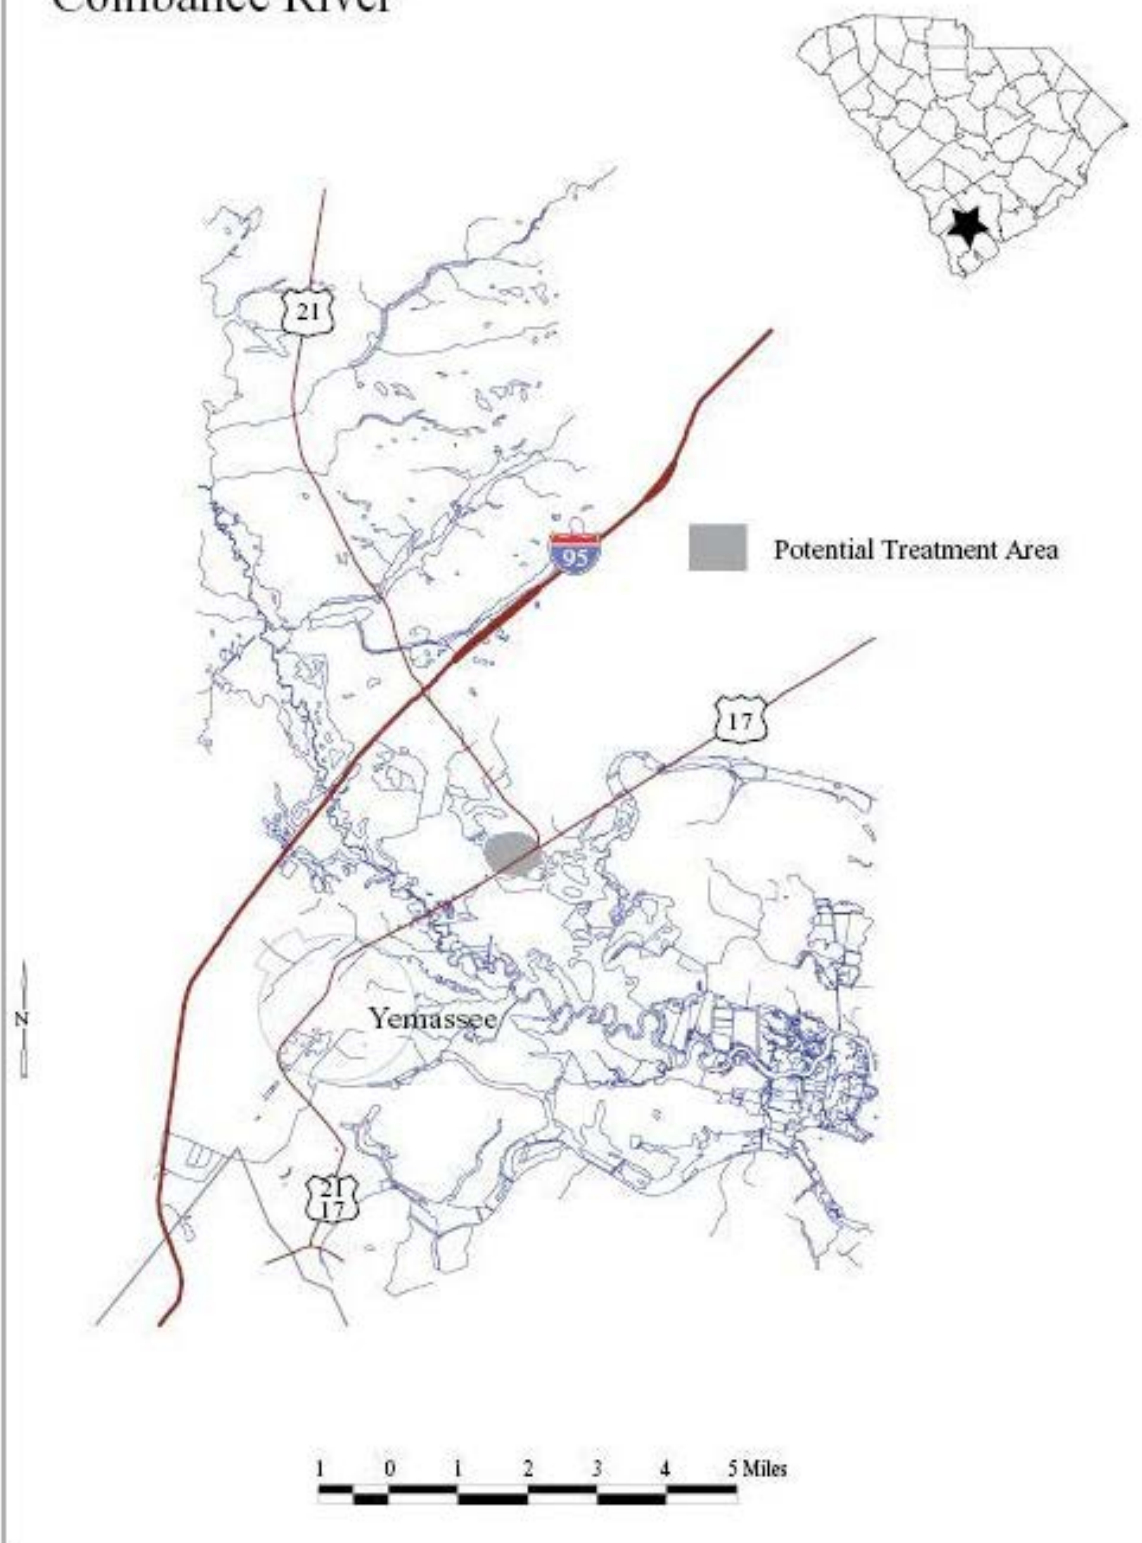 Combahee River
21
95
Potential Treatment Area
17
Yemassee
N
21
17
1 0 1 2 3 4 5 Miles